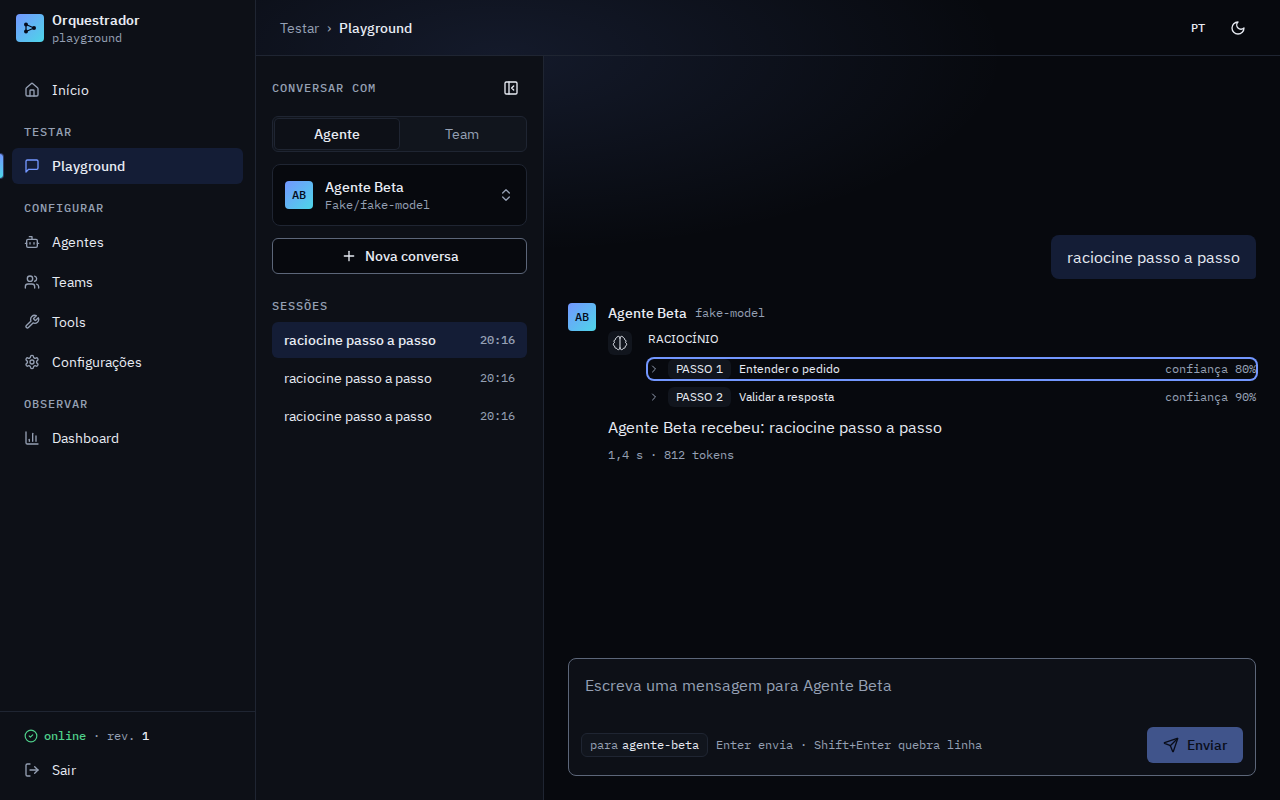 Orquestrador
playground
Início
TESTAR
Playground
CONFIGURAR
Agentes
Teams
Tools
Configurações
OBSERVAR
Dashboard
online · rev. 1
Sair
Testar › Playground
PT
CONVERSAR COM
Agente
Team
AB
Agente Beta
Fake/fake-model
Nova conversa
SESSÕES
raciocine passo a passo 20:16
raciocine passo a passo 20:16
raciocine passo a passo 20:16
raciocine passo a passo
AB
Agente Beta fake-model
RACIOCÍNIO
PASSO 1 Entender o pedido confiança 80%
PASSO 2 Validar a resposta confiança 90%
Agente Beta recebeu: raciocine passo a passo
1,4 s · 812 tokens
Escreva uma mensagem para Agente Beta
para agente-beta Enter envia · Shift+Enter quebra linha
Enviar